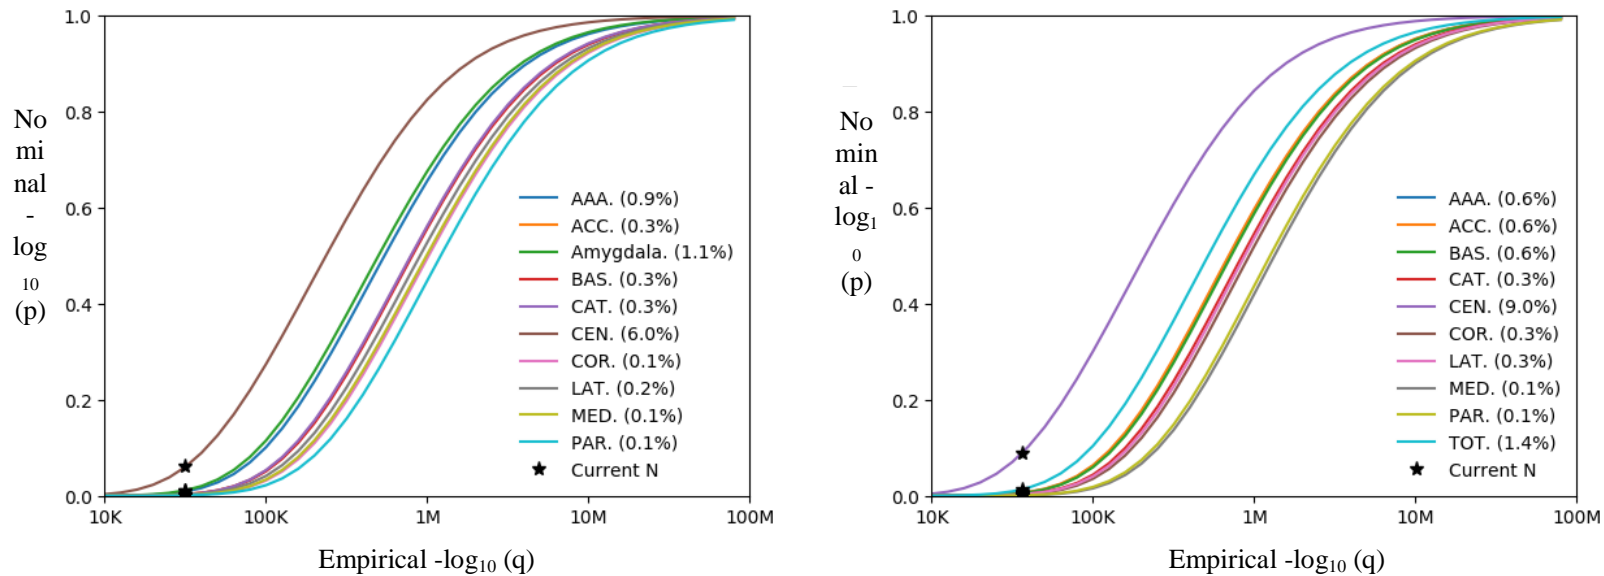 1.0
0.8
0.6
0.4
0.2
0.0
No
mi
nal
-
log
10
(p)
AAA. (0.9%)
ACC. (0.3%)
Amygdala. (1.1%)
BAS. (0.3%)
CAT. (0.3%)
CEN. (6.0%)
COR. (0.1%)
LAT. (0.2%)
MED. (0.1%)
PAR. (0.1%)
Current N
10K 100K 1M 10M 100M
Empirical -log10 (q)
1.0
0.8
0.6
0.4
0.2
0.0
No
min
al -
log1
0
(p)
AAA. (0.6%)
ACC. (0.6%)
BAS. (0.6%)
CAT. (0.3%)
CEN. (9.0%)
COR. (0.3%)
LAT. (0.3%)
MED. (0.1%)
PAR. (0.1%)
TOT. (1.4%)
Current N
10K 100K 1M 10M 100M
Empirical -log10 (q)